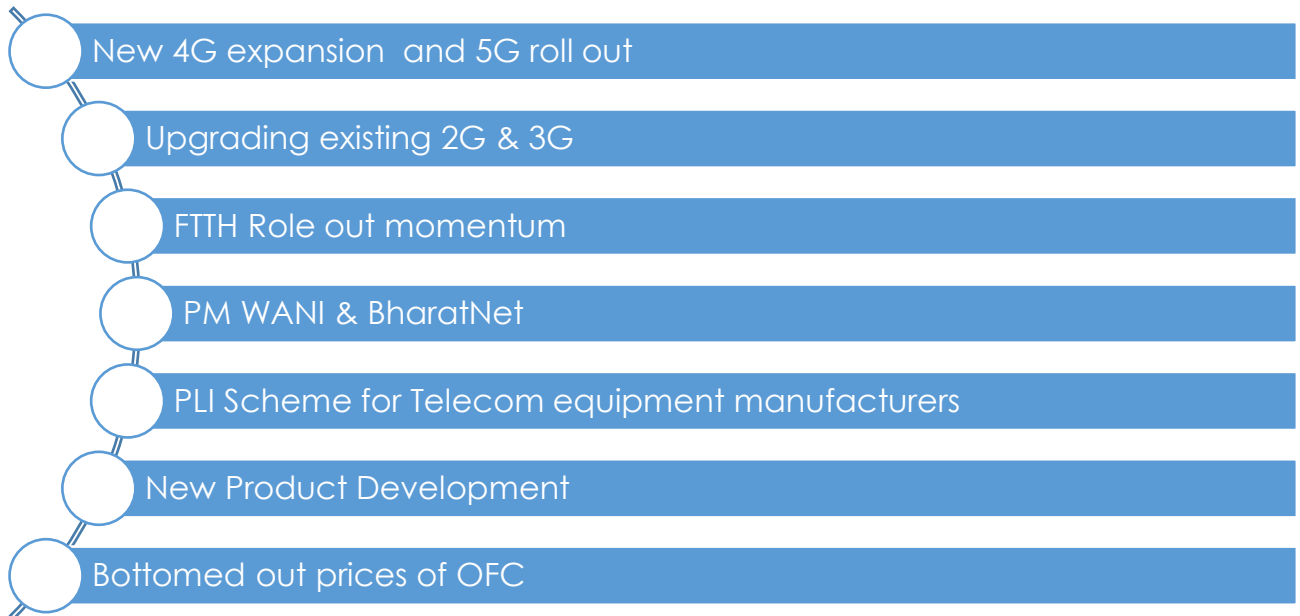 New 4G expansion and 5G roll out
Upgrading existing 2G & 3G
FTTH Role out momentum
PM WANI & BharatNet
PLI Scheme for Telecom equipment manufacturers
New Product Development
Bottomed out prices of OFC